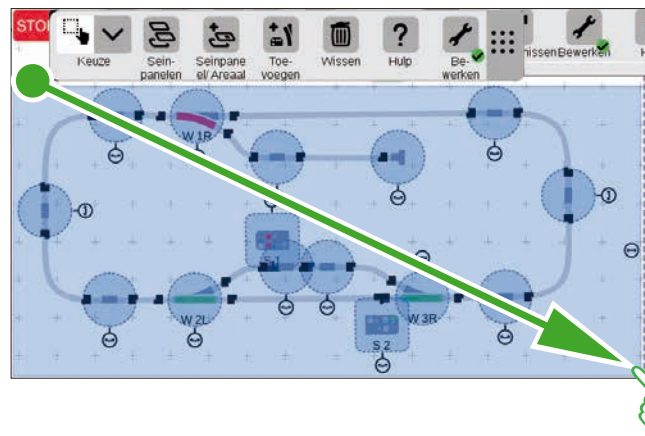 STO
Keuze
Sein-
panelen
Seinpane
el/ Areaal
Toe-
voegen
Wissen
Hulp
Be-
werken
issen Bewerken
H
W 1R
S 1
W 2L
W 3R
S 2